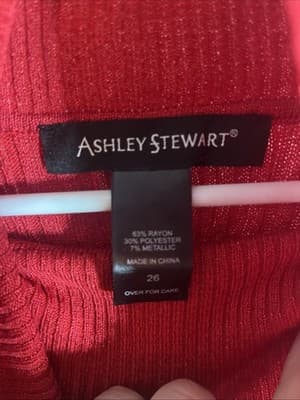 ASHLEY STEWART®
63% RAYON
30% POLYESTER
7% METALLIC
MADE IN CHINA
26
OVER FOR CARE